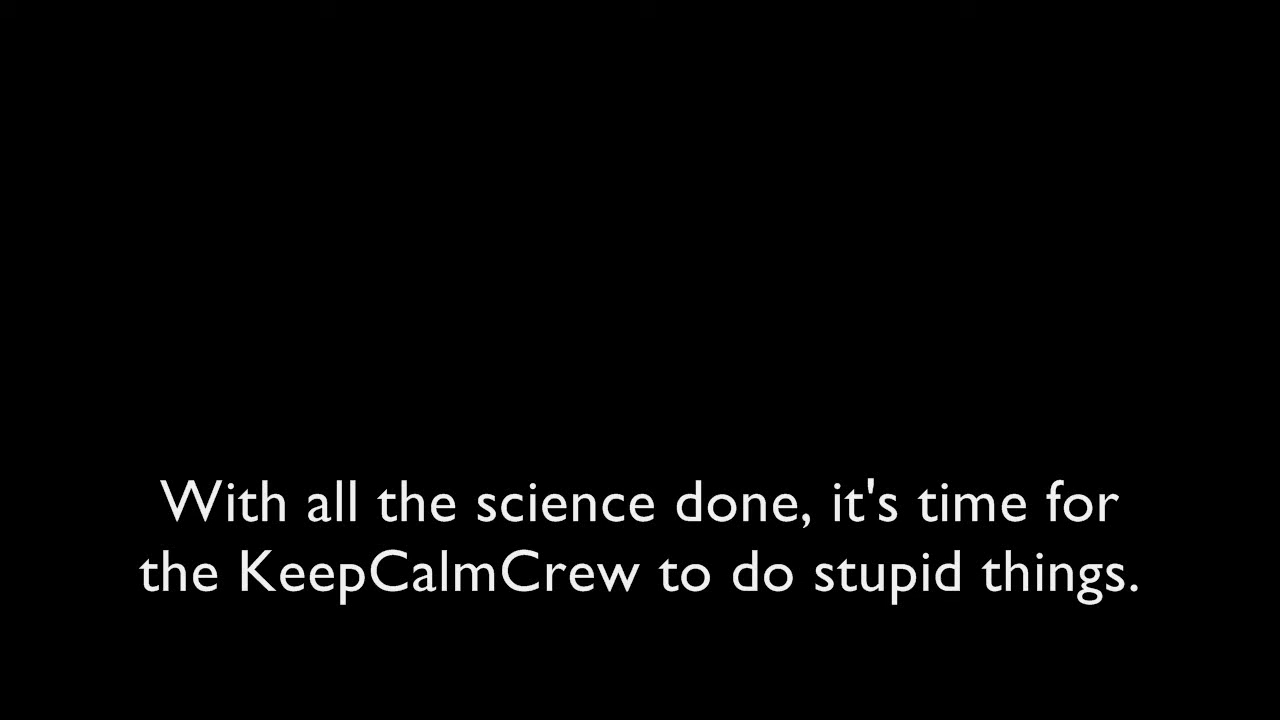 With all the science done, it's time for
the KeepCalmCrew to do stupid things.